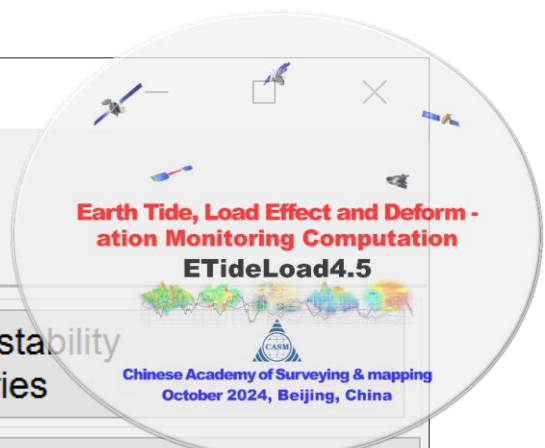 Earth Tide, Load Effect and Deform -
ation Monitoring Computation
ETideLoad4.5
stability
ries
CASM
Chinese Academy of Surveying & mapping
October 2024, Beijing, China